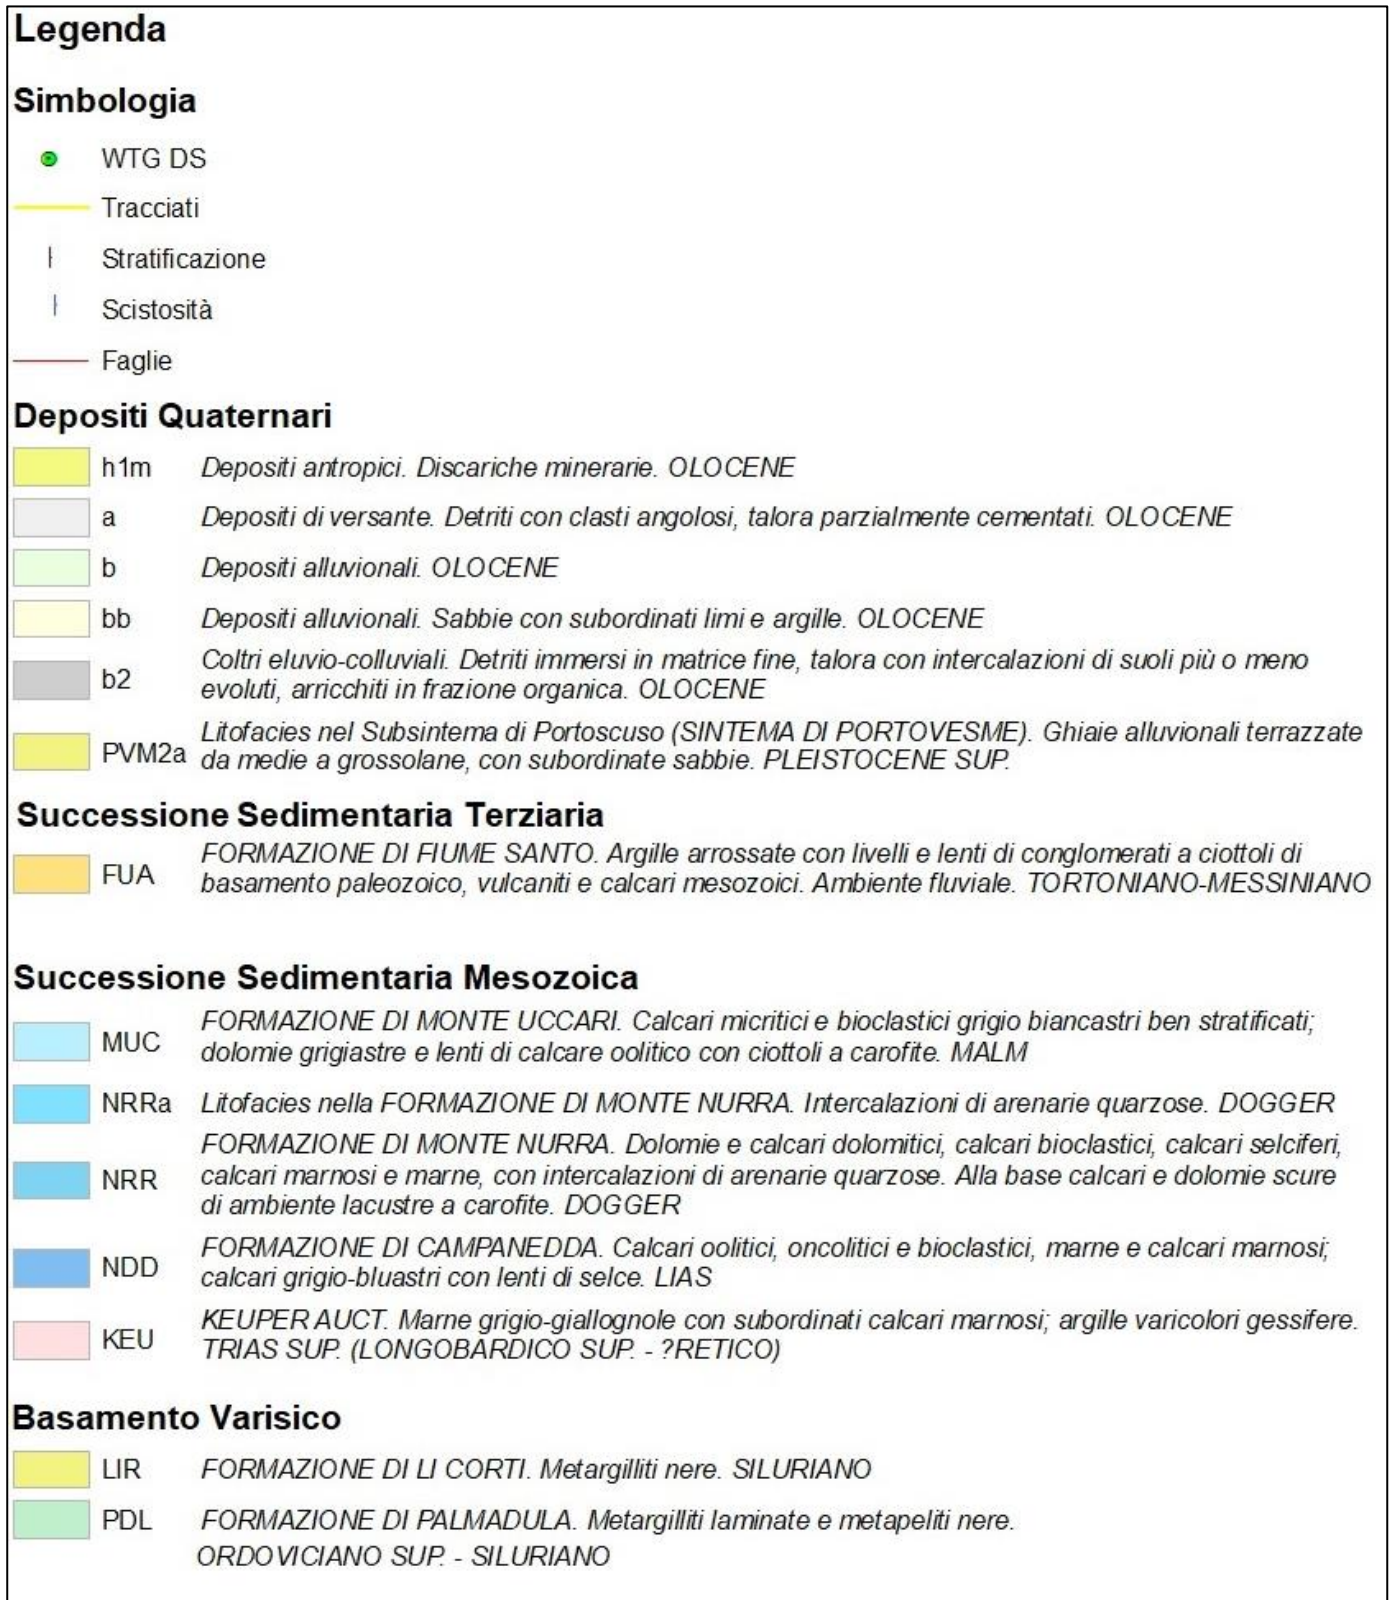 Legenda
Simbologia
WTG DS
Tracciati
Stratificazione
Scistosità
Faglie
Depositi Quaternari
h1m Depositi antropici. Discariche minerarie. OLOCENE
a Depositi di versante. Detriti con clasti angolosi, talora parzialmente cementati. OLOCENE
b Depositi alluvionali. OLOCENE
bb Depositi alluvionali. Sabbie con subordinati limi e argille. OLOCENE
b2 Coltri eluvio-colluviali. Detriti immersi in matrice fine, talora con intercalazioni di suoli più o meno
evoluti, arricchiti in frazione organica. OLOCENE
PVM2a Litofacies nel Subsintema di Portoscuso (SINTEMA DI PORTOVESME). Ghiaie alluvionali terrazzate
da medie a grossolane, con subordinate sabbie. PLEISTOCENE SUP.
Successione Sedimentaria Terziaria
FUA FORMAZIONE DI FIUME SANTO. Argille arrossate con livelli e lenti di conglomerati a ciottoli di
basamento paleozoico, vulcaniti e calcari mesozoici. Ambiente fluviale. TORTONIANO-MESSINIANO
Successione Sedimentaria Mesozoica
MUC FORMAZIONE DI MONTE UCCARI. Calcari micritici e bioclastici grigio biancastri ben stratificati;
dolomie grigiastre e lenti di calcare oolitico con ciottoli a carofite. MALM
NRRa Litofacies nella FORMAZIONE DI MONTE NURRA. Intercalazioni di arenarie quarzose. DOGGER
NRR FORMAZIONE DI MONTE NURRA. Dolomie e calcari dolomitici, calcari bioclastici, calcari selciferi,
calcari marnosi e marne, con intercalazioni di arenarie quarzose. Alla base calcari e dolomie scure
di ambiente lacustre a carofite. DOGGER
NDD FORMAZIONE DI CAMPANEDDA. Calcari oolitici, oncolitici e bioclastici, marne e calcari marnosi;
calcari grigio-bluastri con lenti di selce. LIAS
KEU KEUPER AUCT. Marne grigio-giallognole con subordinati calcari marnosi; argille varicolori gessifere.
TRIAS SUP. (LONGOBARDICO SUP. - ?RETICO)
Basamento Varisico
LIR FORMAZIONE DI LI CORTI. Metargilliti nere. SILURIANO
PDL FORMAZIONE DI PALMADULA. Metargilliti laminate e metapeliti nere.
ORDOVICIANO SUP. - SILURIANO